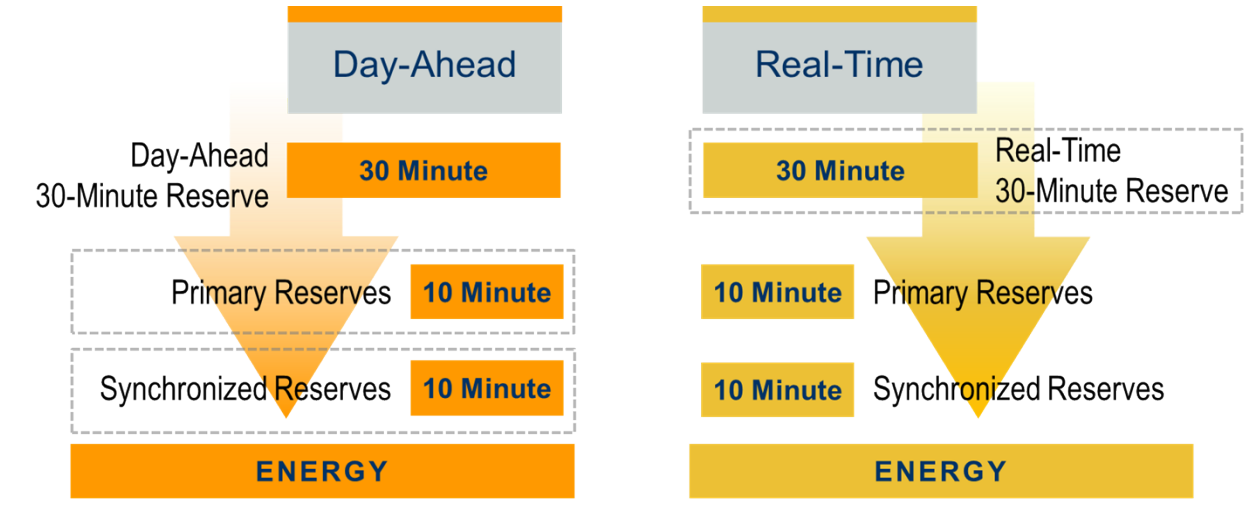 Day-Ahead
Day-Ahead
30-Minute Reserve
30 Minute
Primary Reserves
10 Minute
Synchronized Reserves
10 Minute
ENERGY
Real-Time
30 Minute
Real-Time
30-Minute Reserve
10 Minute
Primary Reserves
10 Minute
Synchronized Reserves
ENERGY